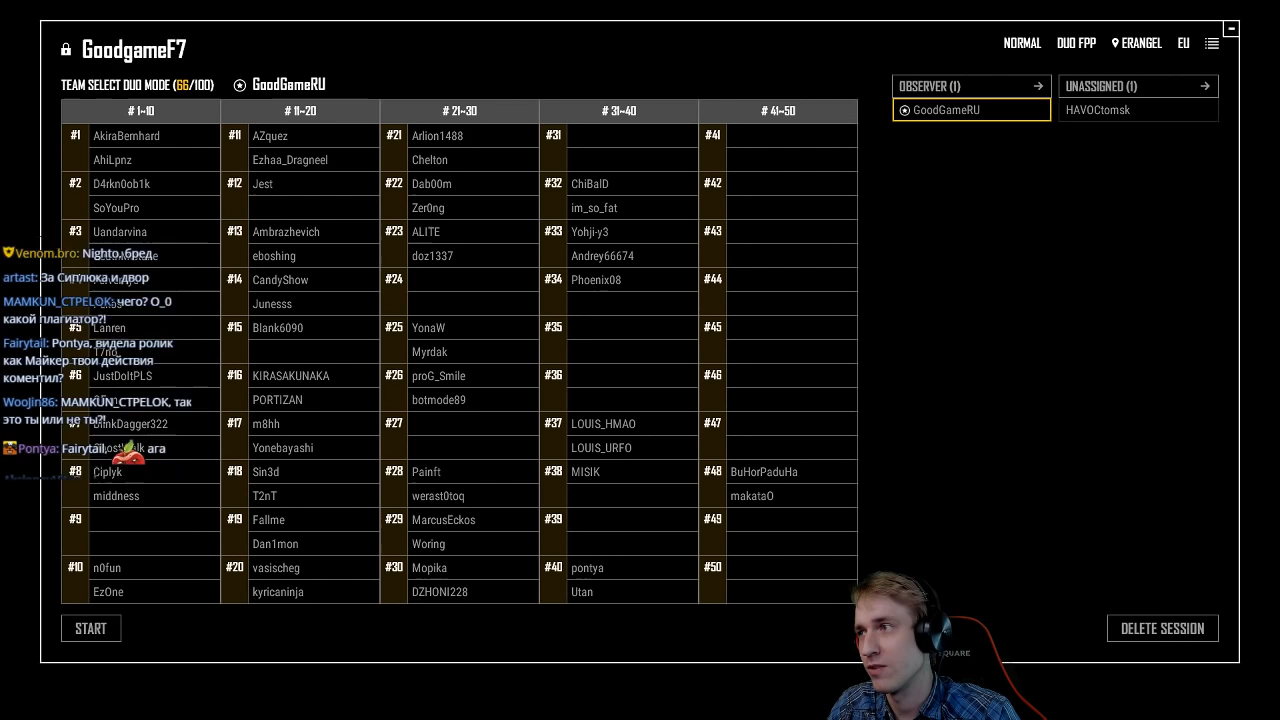 GoodgameF7
NORMAL DUO FPP ERANGEL EU
TEAM SELECT DUO MODE (66/100) GoodGameRU
OBSERVER (1)
GoodGameRU
UNASSIGNED (1)
HAVOCtomsk
# 1~10
#1 AkiraBernhard
AhiLpnz
#2 D4rkn0ob1k
SoYouPro
Uandarvina
#5 Lanren
#6 JustDoItPLS
#8 Ciplyk
middness
#9
#10 n0fun
EzOne
# 11~20
#11 AZquez
Ezhaa_Dragneel
#12 Jest
#13 Ambrazhevich
eboshing
#14 CandyShow
Junesss
#15 Blank6090
#16 KIRASAKUNAKA
PORTIZAN
#17 m8hh
Yonebayashi
#18 Sin3d
T2nT
#19 Fallme
Dan1mon
#20 vasischeg
kyricaninja
# 21~30
#21 Arlion1488
Chelton
#22 Dab00m
Zer0ng
#23 ALITE
doz1337
#24
#25 YonaW
Myrdak
#26 proG_Smile
botmode89
#27
#28 Painft
werast0toq
#29 MarcusEckos
Woring
#30 Mopika
DZHONI228
# 31~40
#31
#32 ChiBaID
im_so_fat
#33 Yohji-y3
Andrey66674
#34 Phoenix08
#35
#36
#37 LOUIS_HMAO
LOUIS_URFO
#38 MISIK
#39
#40 pontya
Utan
# 41~50
#41
#42
#43
#44
#45
#46
#47
#48 BuHorPaduHa
makataO
#49
#50
Venom.bro: Nighto, бред
artast: За Сиплюка и двор
MAMKUN_CTPELOK: чего? O_0
какой плагиатор?!
Fairytail: Pontya, видела ролик
как Майкер твои действия
коментил?
WooJin86: MAMKUN_CTPELOK, так
это ты или не ты?!
Pontya: Fairytail, ага
START
DELETE SESSION
SQUARE